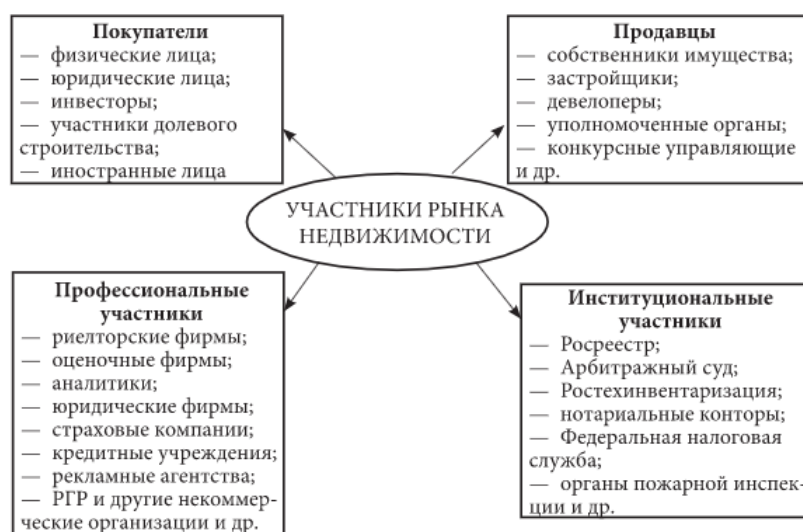 Покупатели
— физические лица;
— юридические лица;
— инвесторы;
— участники долевого
строительства;
— иностранные лица
Продавцы
— собственники имущества;
— застройщики;
— девелоперы;
— уполномоченные органы;
— конкурсные управляющие
и др.
УЧАСТНИКИ РЫНКА
НЕДВИЖИМОСТИ
Профессиональные
участники
— риелторские фирмы;
— оценочные фирмы;
— аналитики;
— юридические фирмы;
— страховые компании;
— кредитные учреждения;
— рекламные агентства;
— РГР и другие некоммер-
ческие организации и др.
Институциональные
участники
— Росреестр;
— Арбитражный суд;
— Ростехинвентаризация;
— нотариальные конторы;
— Федеральная налоговая
служба;
— органы пожарной инспек-
ции и др.